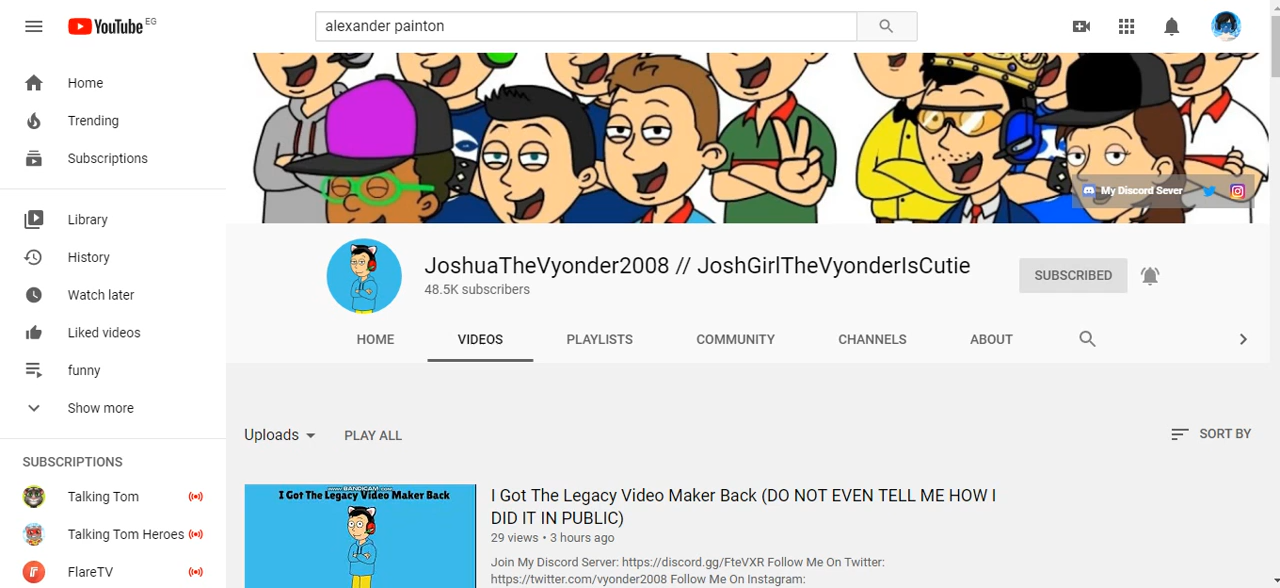 YouTube EG
alexander painton
Home
Trending
Subscriptions
Library
History
Watch later
Liked videos
funny
Show more
SUBSCRIPTIONS
Talking Tom
Talking Tom Heroes
FlareTV
My Discord Sever
JoshuaTheVyonder2008 // JoshGirlTheVyonderIsCutie
48.5K subscribers
SUBSCRIBED
HOME VIDEOS PLAYLISTS COMMUNITY CHANNELS ABOUT
Uploads PLAY ALL SORT BY
www.BANDICAM.com
I Got The Legacy Video Maker Back
I Got The Legacy Video Maker Back (DO NOT EVEN TELL ME HOW I
DID IT IN PUBLIC)
29 views • 3 hours ago
Join My Discord Server: https://discord.gg/FteVXR Follow Me On Twitter:
https://twitter.com/vyonder2008 Follow Me On Instagram: